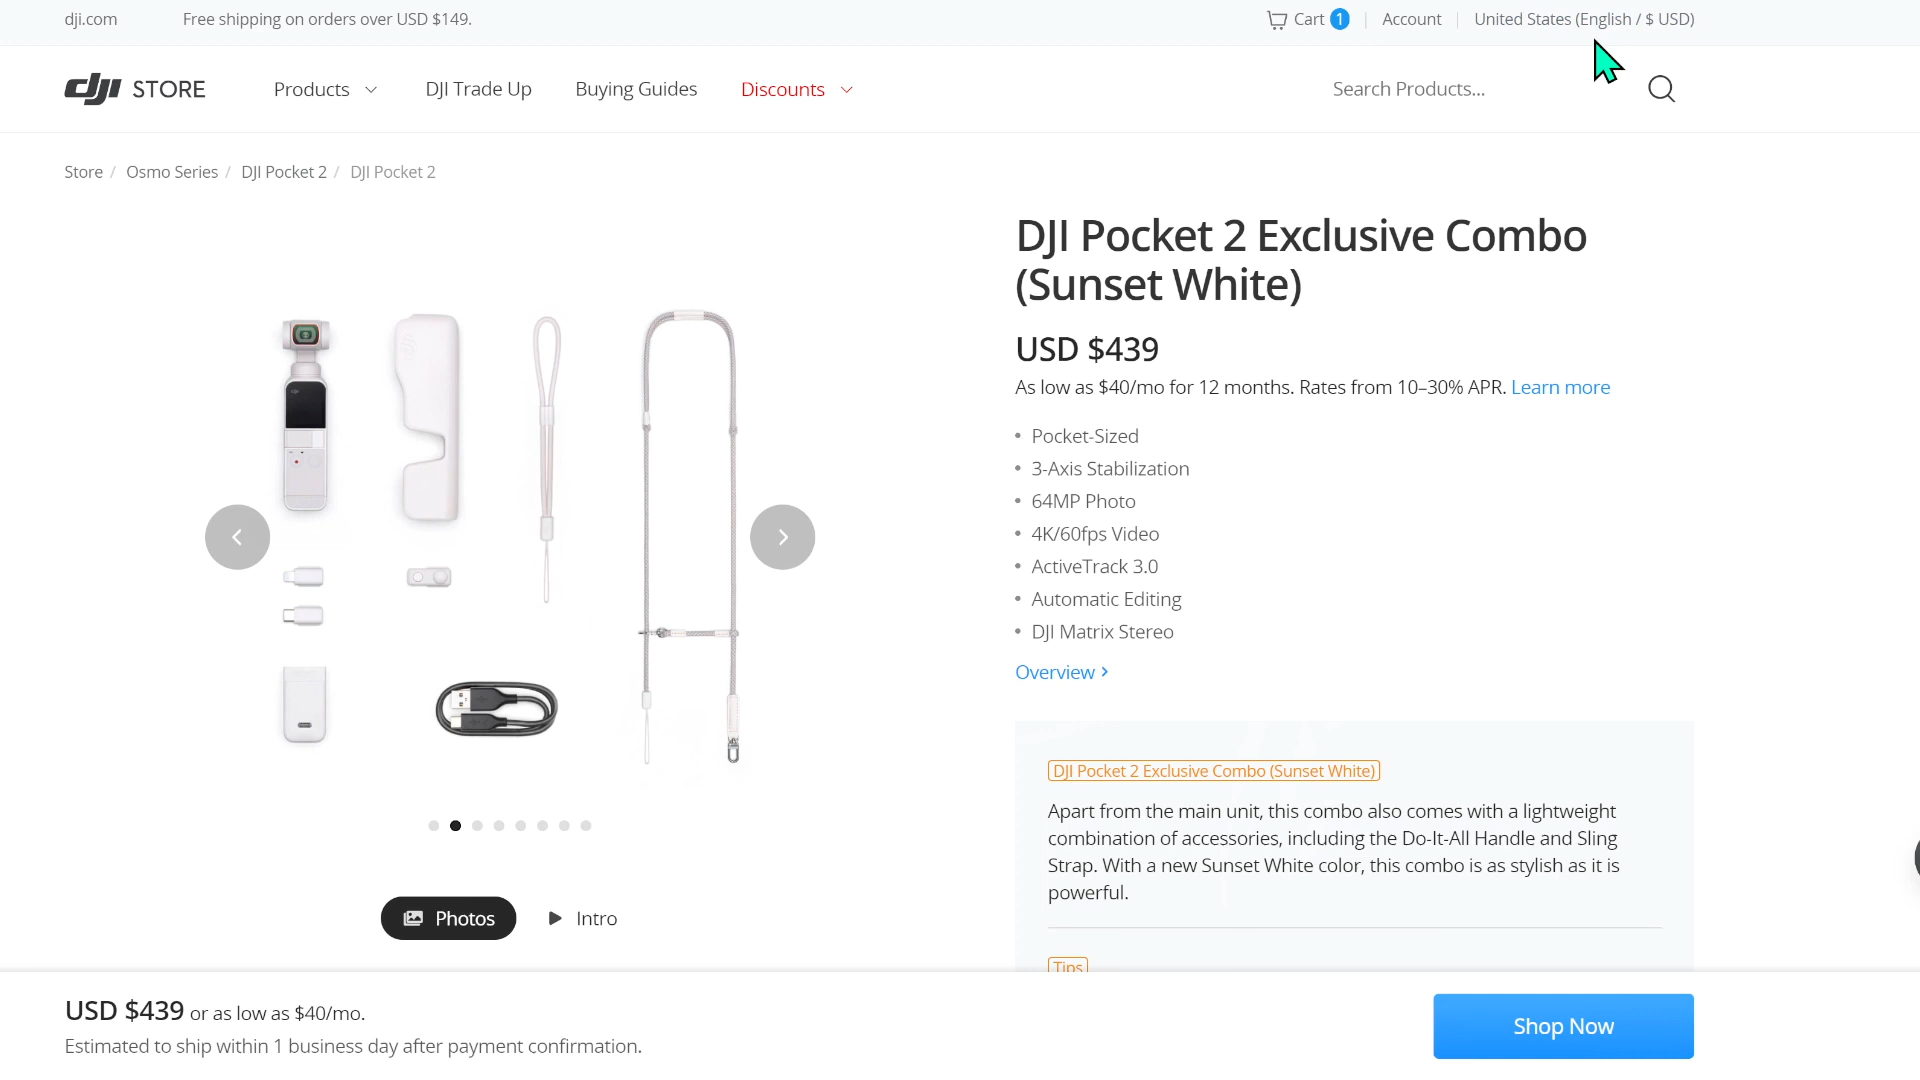 dji.com
Free shipping on orders over USD $149.
Cart 1
Account
United States (English / $ USD)
dji STORE
Products
DJI Trade Up
Buying Guides
Discounts
Search Products...
Store / Osmo Series / DJI Pocket 2 / DJI Pocket 2
DJI Pocket 2 Exclusive Combo
(Sunset White)
USD $439
As low as $40/mo for 12 months. Rates from 10–30% APR. Learn more
• Pocket-Sized
• 3-Axis Stabilization
• 64MP Photo
• 4K/60fps Video
• ActiveTrack 3.0
• Automatic Editing
• DJI Matrix Stereo
Overview >
DJI Pocket 2 Exclusive Combo (Sunset White)
Apart from the main unit, this combo also comes with a lightweight
combination of accessories, including the Do-It-All Handle and Sling
Strap. With a new Sunset White color, this combo is as stylish as it is
powerful.
Tips
Photos
Intro
USD $439 or as low as $40/mo.
Estimated to ship within 1 business day after payment confirmation.
Shop Now